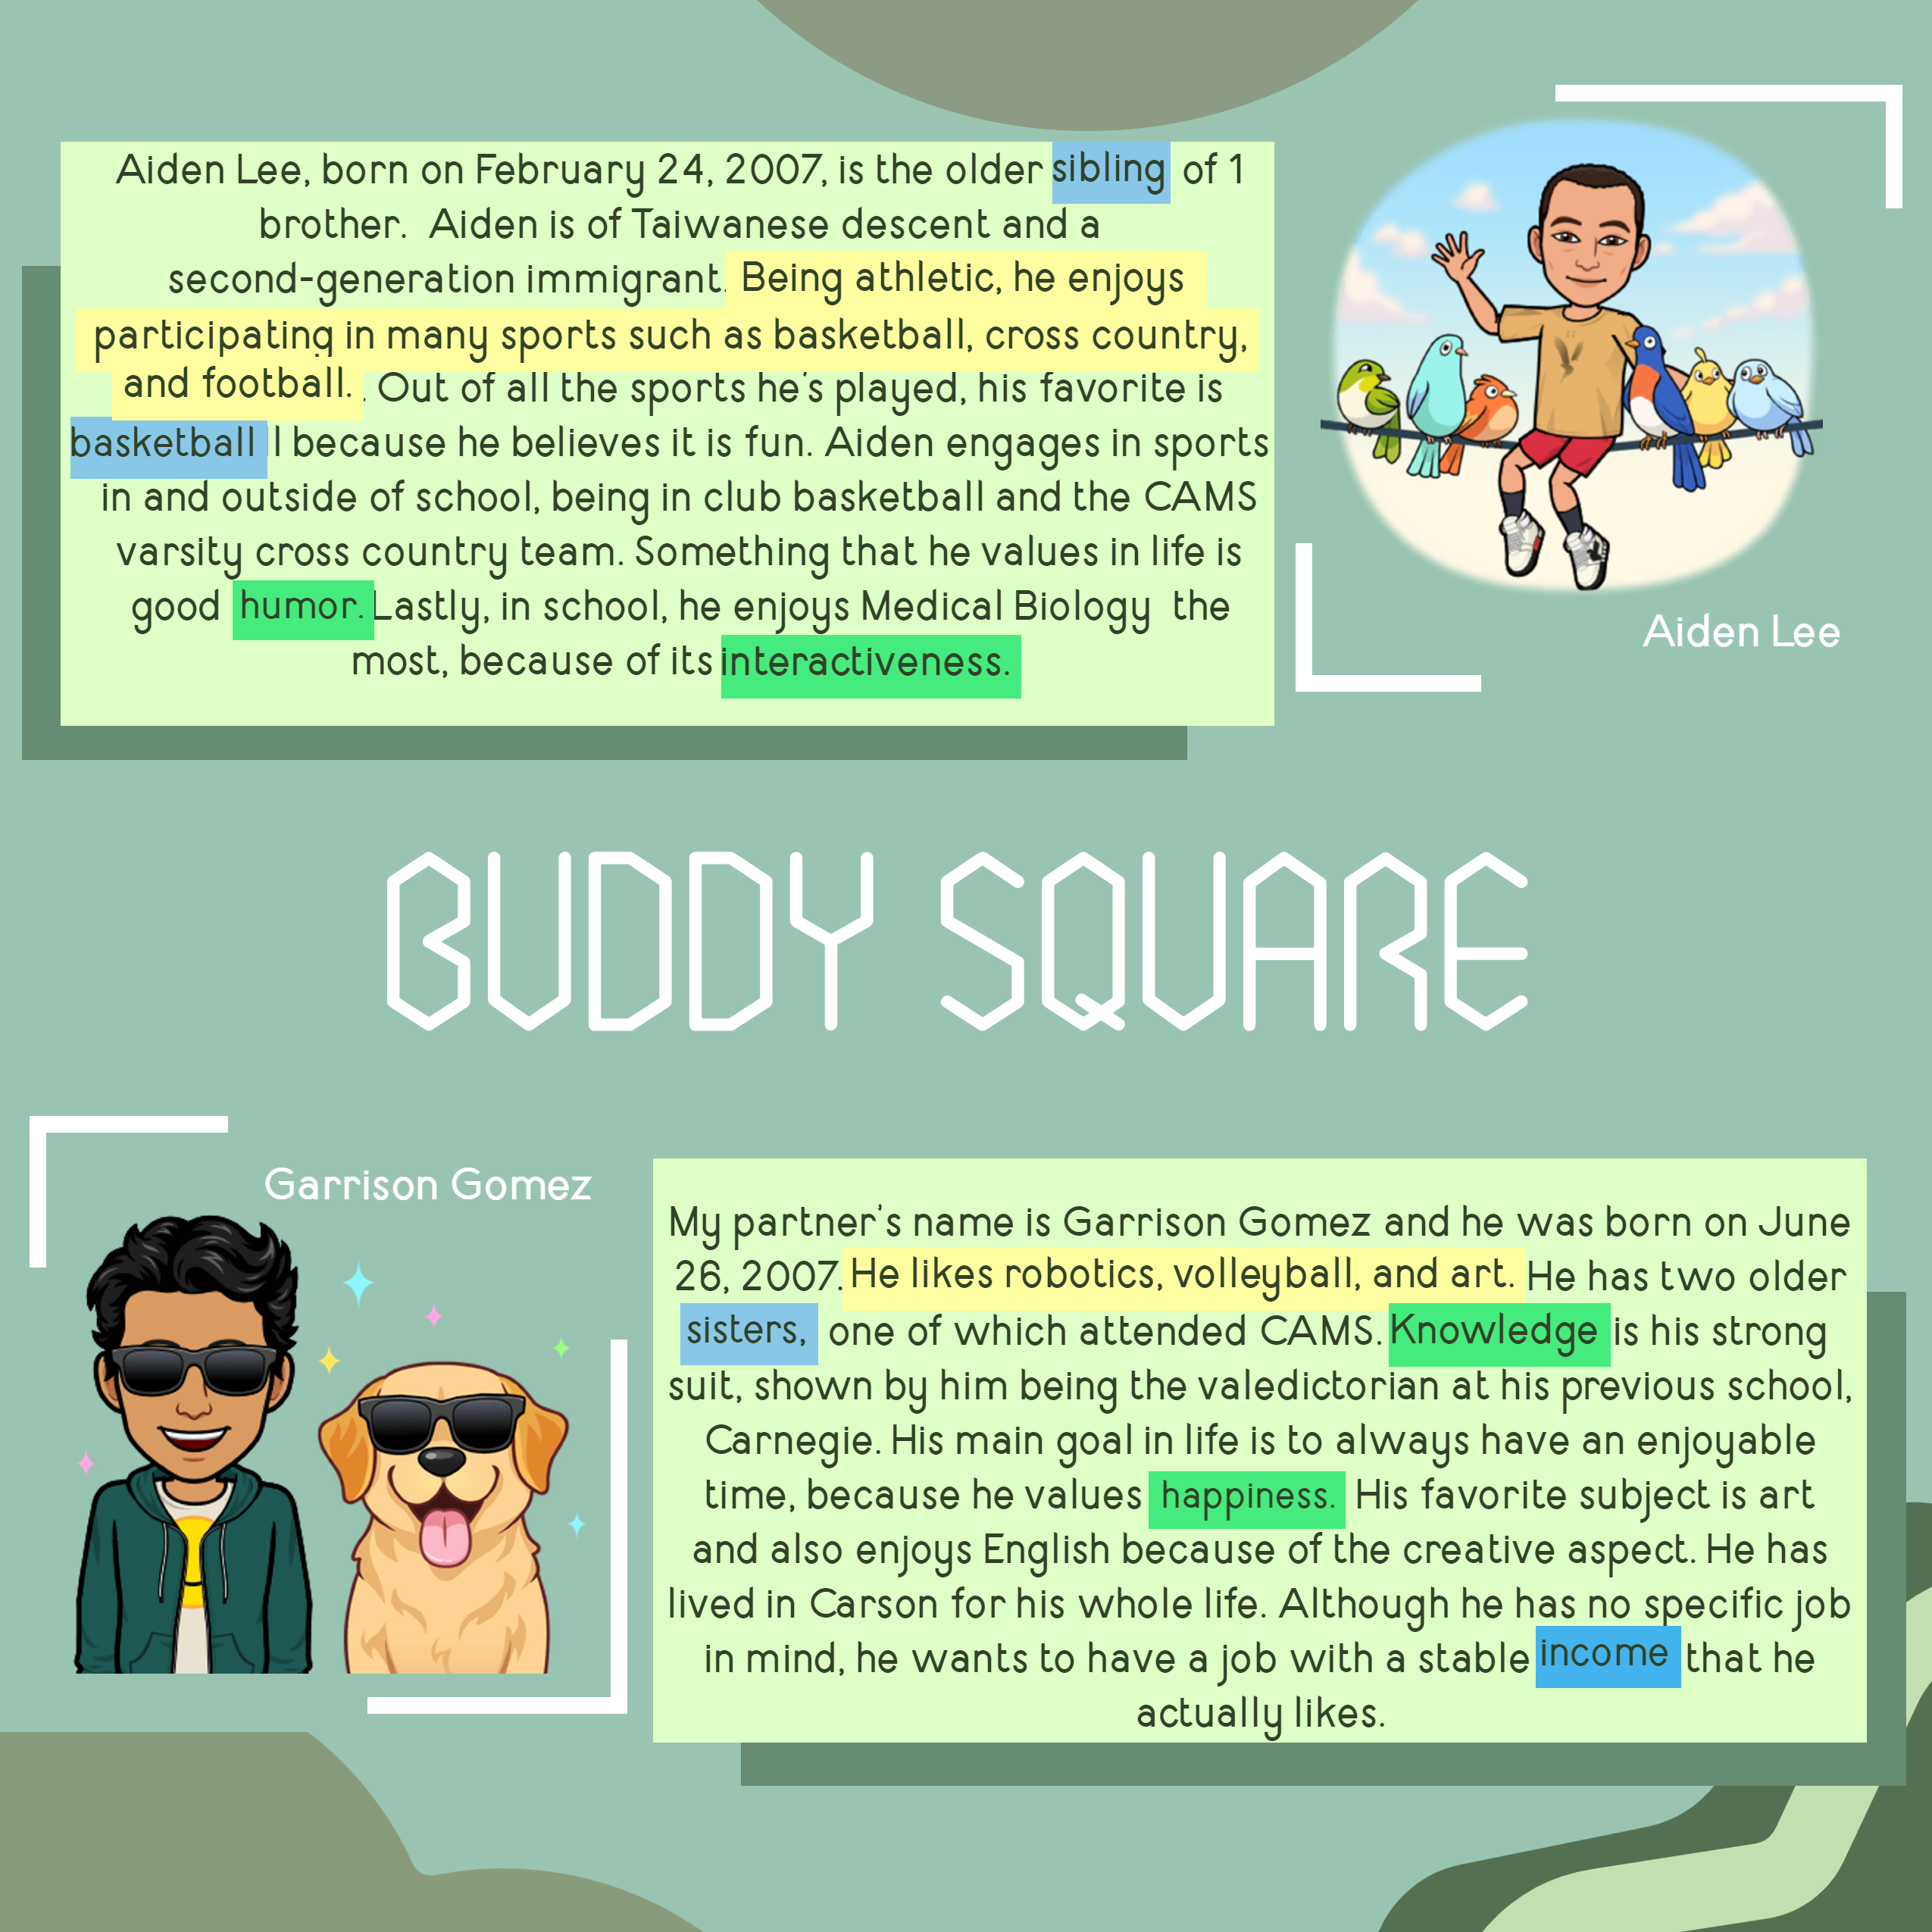 Aiden Lee, born on February 24, 2007, is the older sibling of 1
brother. Aiden is of Taiwanese descent and a
second-generation immigrant. Being athletic, he enjoys
participating in many sports such as basketball, cross country,
and football. . Out of all the sports he's played, his favorite is
basketball l because he believes it is fun. Aiden engages in sports
in and outside of school, being in club basketball and the CAMS
varsity cross country team. Something that he values in life is
good humor. Lastly, in school, he enjoys Medical Biology the
most, because of its interactiveness.
Aiden Lee
BUDDY SQUARE
Garrison Gomez
My partner's name is Garrison Gomez and he was born on June
26, 2007. He likes robotics, volleyball, and art. He has two older
sisters, one of which attended CAMS. Knowledge is his strong
suit, shown by him being the valedictorian at his previous school,
Carnegie. His main goal in life is to always have an enjoyable
time, because he values happiness. His favorite subject is art
and also enjoys English because of the creative aspect. He has
lived in Carson for his whole life. Although he has no specific job
in mind, he wants to have a job with a stable income that he
actually likes.